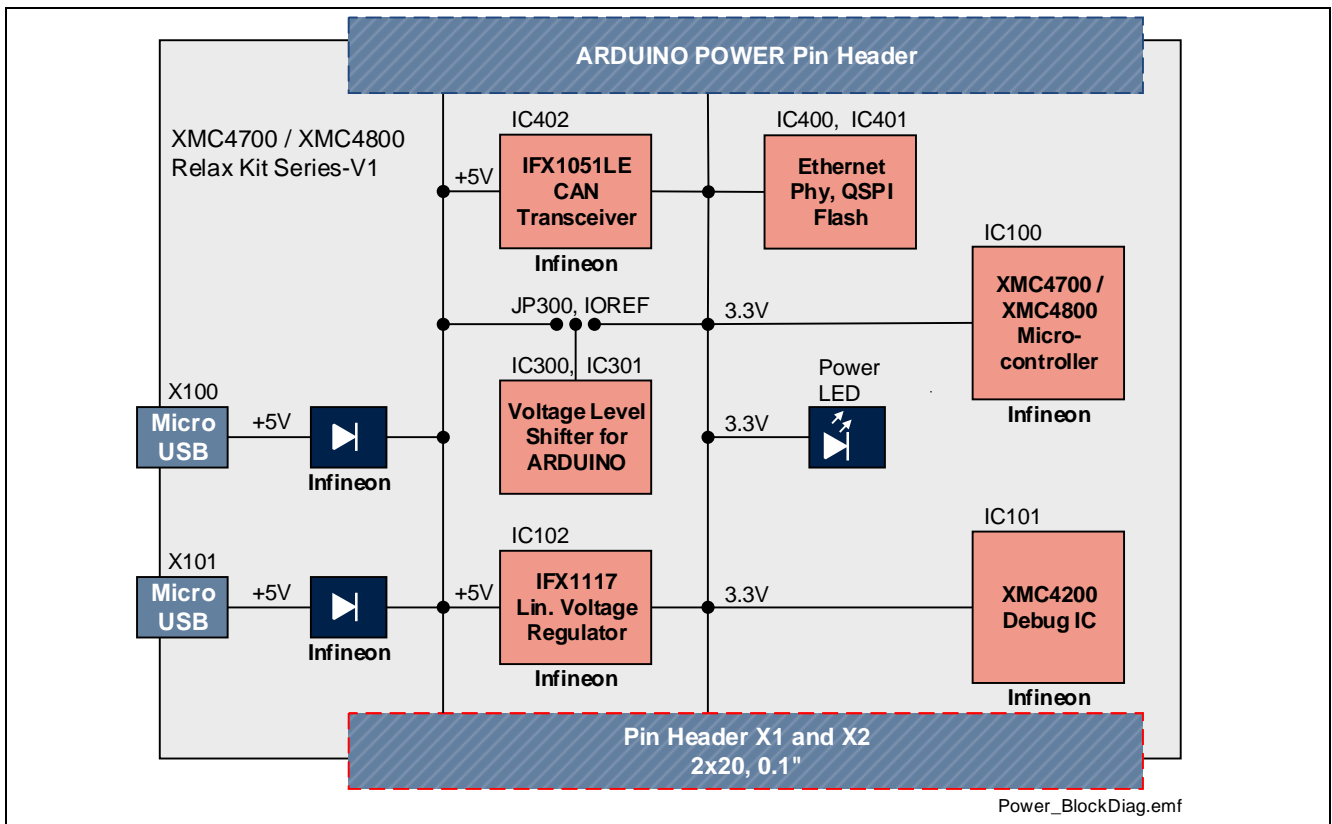 ARDUINO POWER Pin Header
XMC4700 / XMC4800
Relax Kit Series-V1
IC402
+5V
IFX1051LE
CAN
Transceiver
Infineon
IC400, IC401
Ethernet
Phy, QSPI
Flash
IC100
XMC4700 /
XMC4800
Micro-
controller
Infineon
JP300, IOREF
3.3V
IC300, IC301
Voltage Level
Shifter for
ARDUINO
Power
LED
3.3V
X100
Micro
USB
+5V
Infineon
X101
Micro
USB
+5V
Infineon
IC102
+5V
IFX1117
Lin. Voltage
Regulator
Infineon
3.3V
IC101
XMC4200
Debug IC
Infineon
Pin Header X1 and X2
2x20, 0.1"
Power_BlockDiag.emf